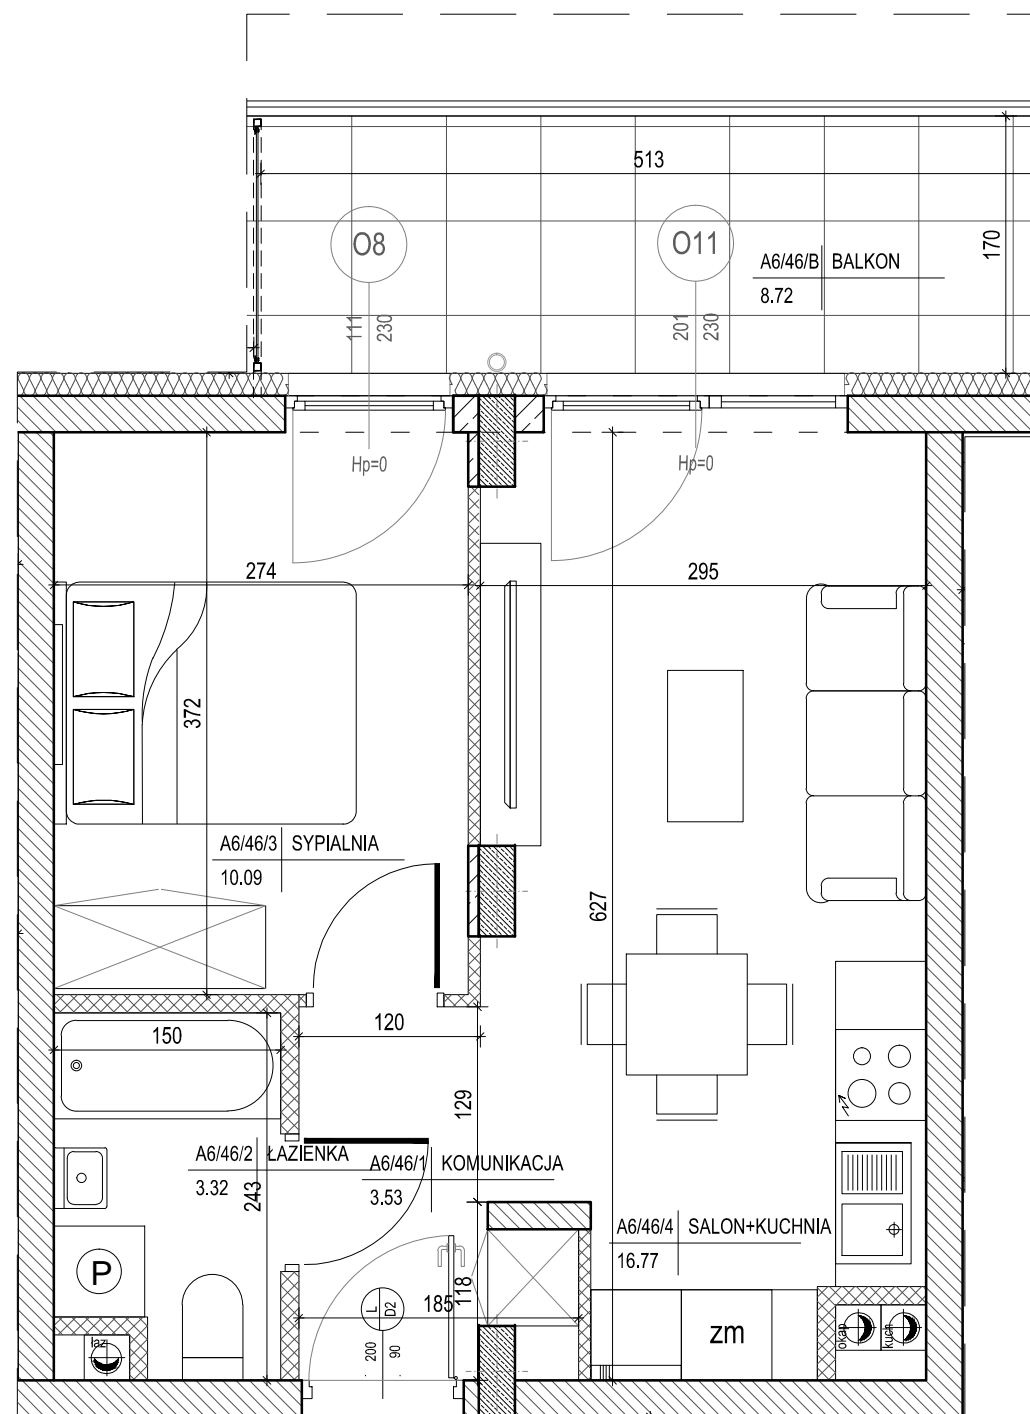 513
O8
O11
A6/46/B BALKON
8.72
170
111
230
201
230
Hp=0
Hp=0
274
295
372
A6/46/3 SYPIALNIA
10.09
627
150
120
129
A6/46/2 ŁAZIENKA
3.32
243
A6/46/1 KOMUNIKACJA
3.53
A6/46/4 SALON+KUCHNIA
16.77
P
185
118
L
D2
200
90
zm
łaz
okap
kuch